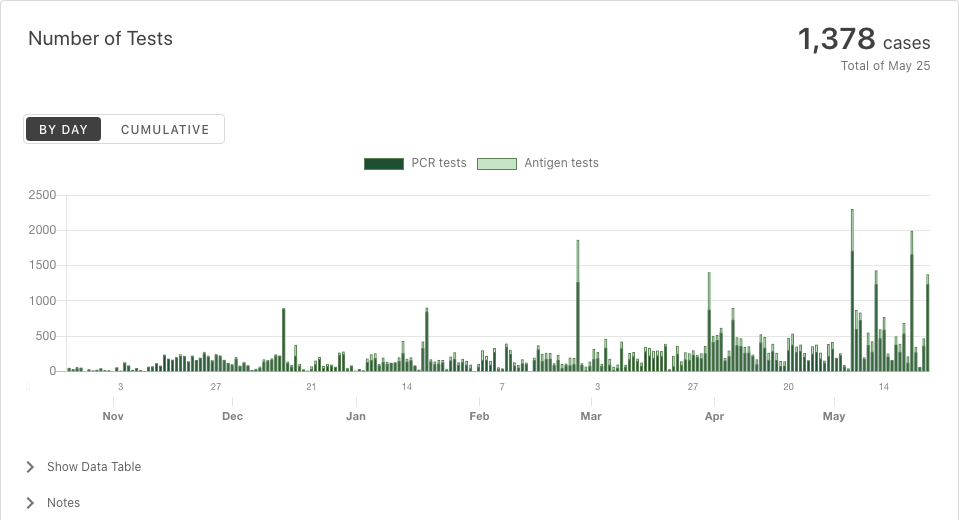 Number of Tests
1,378 cases
Total of May 25
BY DAY
CUMULATIVE
PCR tests
Antigen tests
2500
2000
1500
1000
500
0
3 27 21 14 7 3 27 20 14
Nov Dec Jan Feb Mar Apr May
Show Data Table
Notes